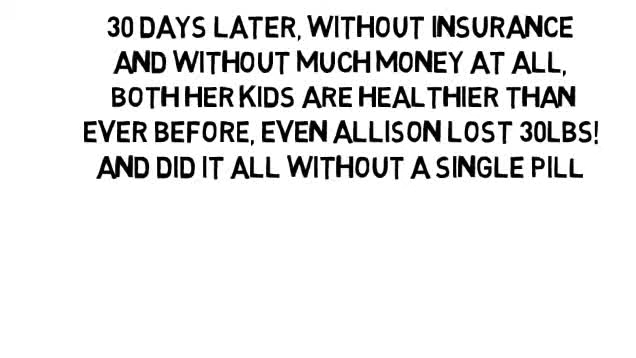 30 DAYS LATER, WITHOUT INSURANCE
AND WITHOUT MUCH MONEY AT ALL,
BOTH HER KIDS ARE HEALTHIER THAN
EVER BEFORE, EVEN ALLISON LOST 30LBS!
AND DID IT ALL WITHOUT A SINGLE PILL